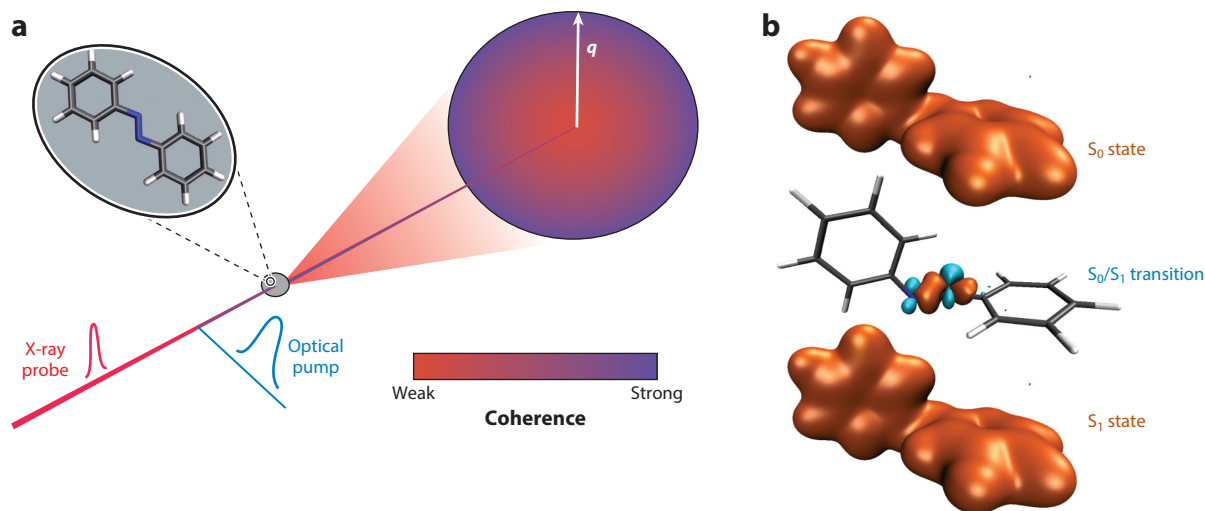 a
q
X-ray
probe
Optical
pump
Weak
Strong
Coherence
b
S₀ state
S₀/S₁ transition
S₁ state